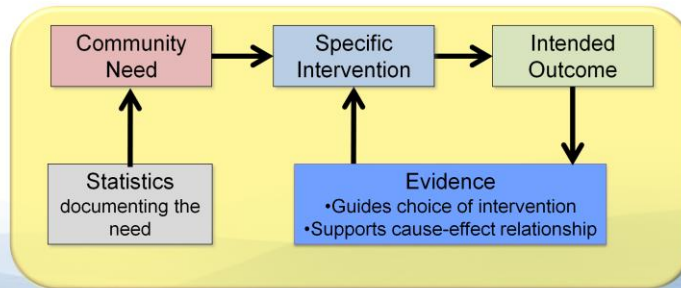 Community
Need
Specific
Intervention
Intended
Outcome
Statistics
documenting the
need
Evidence
•Guides choice of intervention
•Supports cause-effect relationship